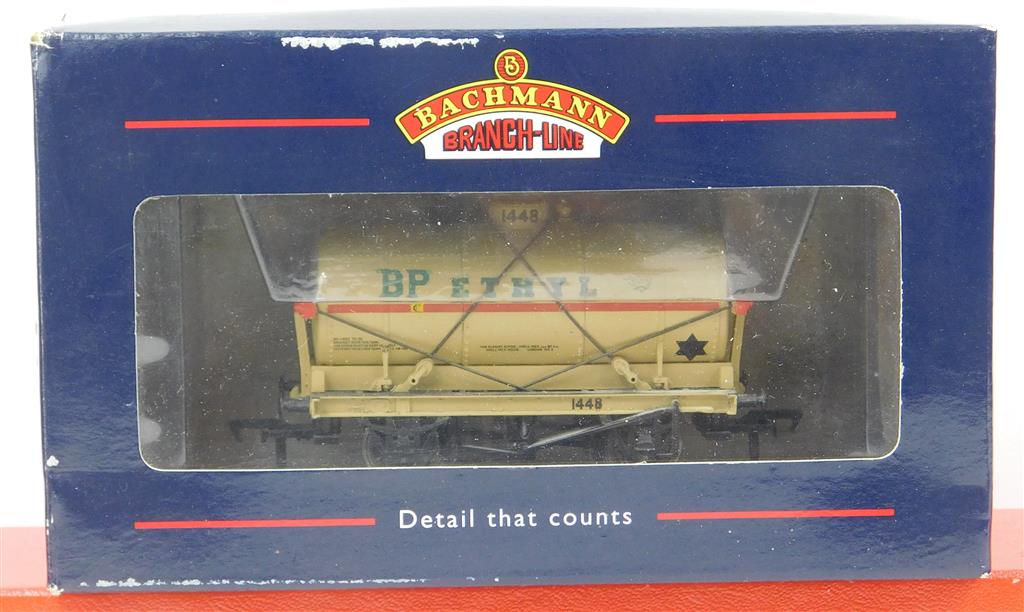 B
BACHMANN
BRANCH-LINE
1448
BP ETHYL
1448
Detail that counts